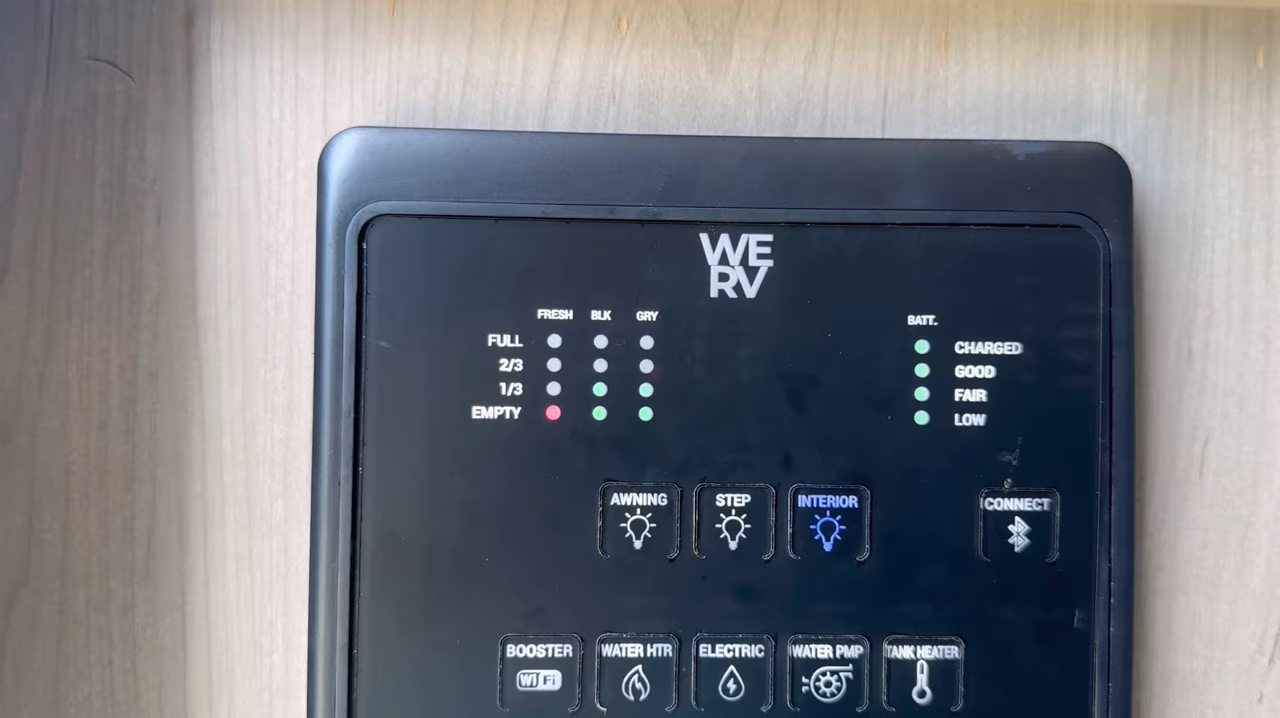 WE
RV
FRESH BLK GRY
BATT.
FULL
2/3
1/3
EMPTY
CHARGED
GOOD
FAIR
LOW
AWNING STEP INTERIOR CONNECT
BOOSTER WATER HTR ELECTRIC WATER PMP TANK HEATER
WiFi